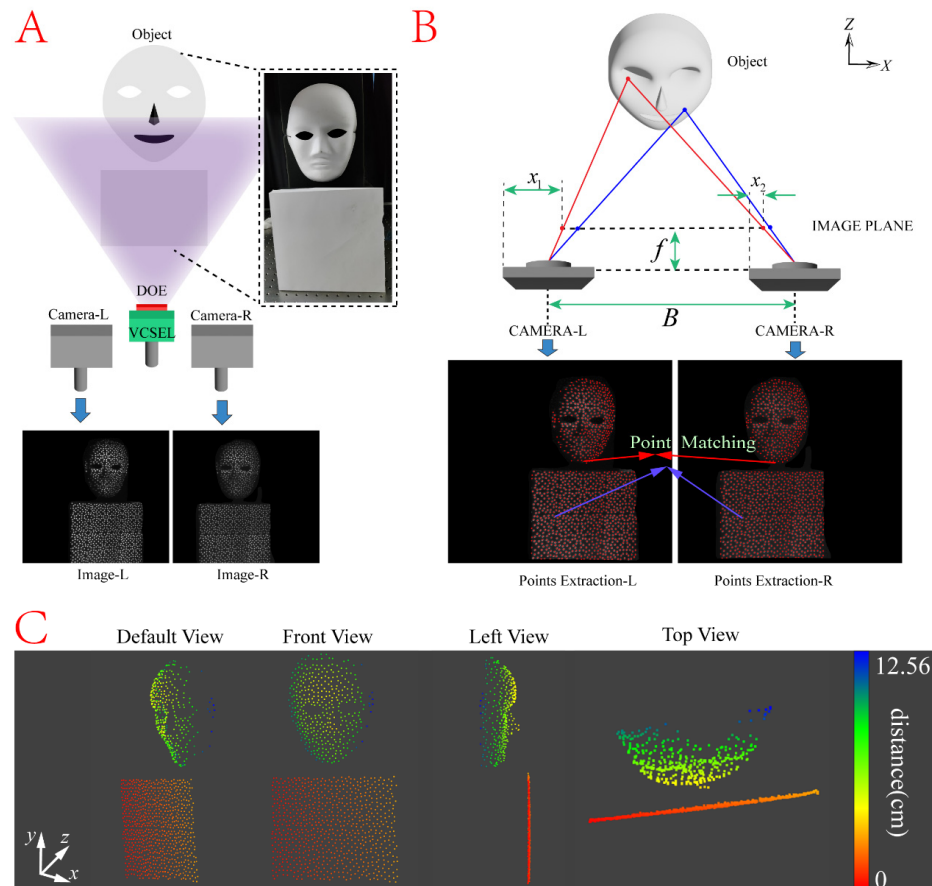 A
Object
DOE
Camera-L
VCSEL
Camera-R
Image-L
Image-R
B
Z
X
Object
x₁
x₂
IMAGE PLANE
f
B
CAMERA-L
CAMERA-R
Point Matching
Points Extraction-L
Points Extraction-R
C
Default View
Front View
Left View
Top View
12.56
distance(cm)
0
y
z
x